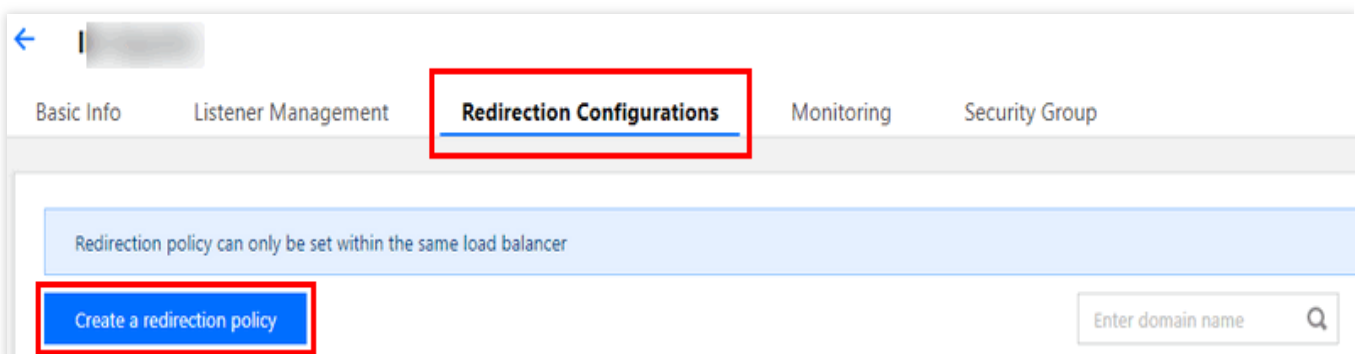 Basic Info Listener Management Redirection Configurations Monitoring Security Group
Redirection policy can only be set within the same load balancer
Create a redirection policy Enter domain name